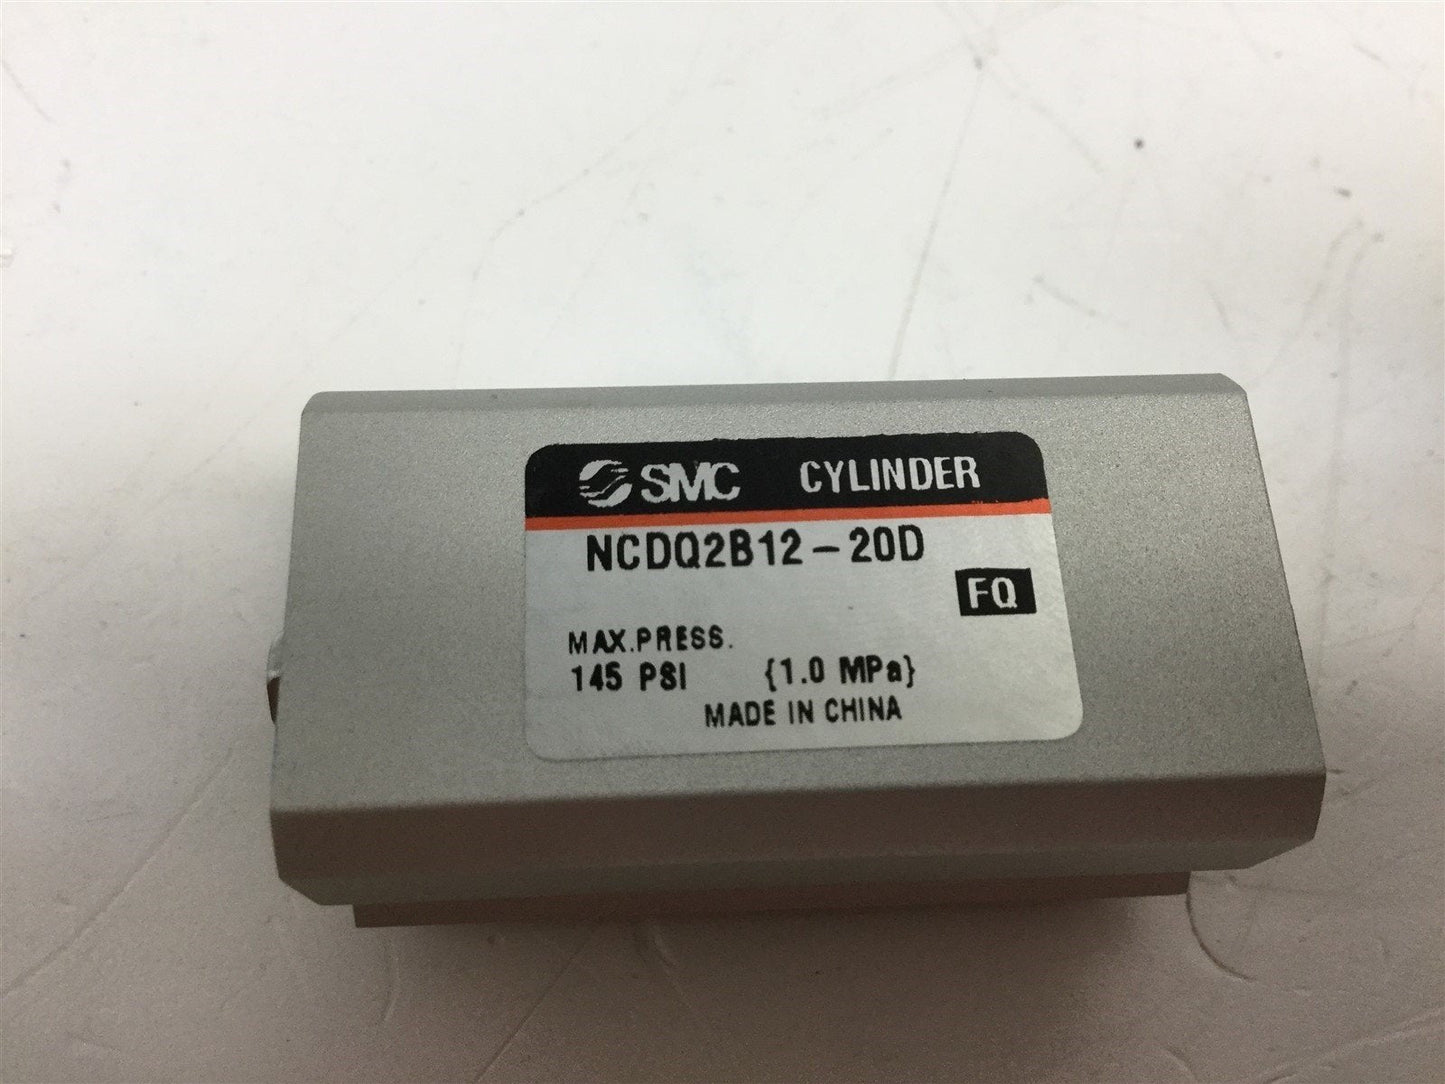 SMC CYLINDER
NCDQ2B12-20D
FQ
MAX.PRESS.
145 PSI {1.0 MPa}
MADE IN CHINA